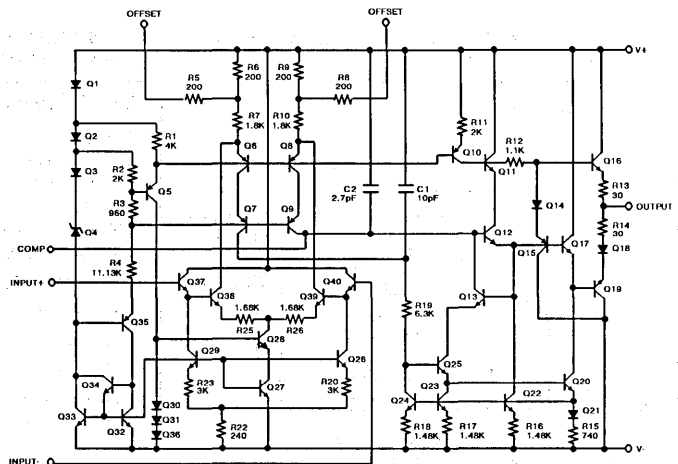 OFFSET
OFFSET
V+
R5
200
R6
200
R9
200
R8
200
Q1
R7
1.8K
R10
1.8K
R11
2K
Q2
R1
4K
R12
1.1K
Q3
R2
2K
Q5
Q6
Q8
Q10
Q11
Q16
R3
960
C2
2.7pF
C1
10pF
Q14
R13
30
OUTPUT
Q4
Q7
Q9
Q12
Q15
Q17
R14
30
Q18
COMP
R4
11.13K
INPUT+
Q37
Q38
Q39
Q40
Q13
Q19
1.68K
R25
1.68K
R26
R19
6.3K
Q35
Q28
Q34
Q29
Q26
Q25
R23
3K
Q27
R20
3K
Q24
Q23
Q22
Q20
Q33
Q32
Q30
Q31
Q36
R22
240
R18
1.48K
R17
1.48K
R16
1.48K
Q21
R15
740
V-
INPUT-